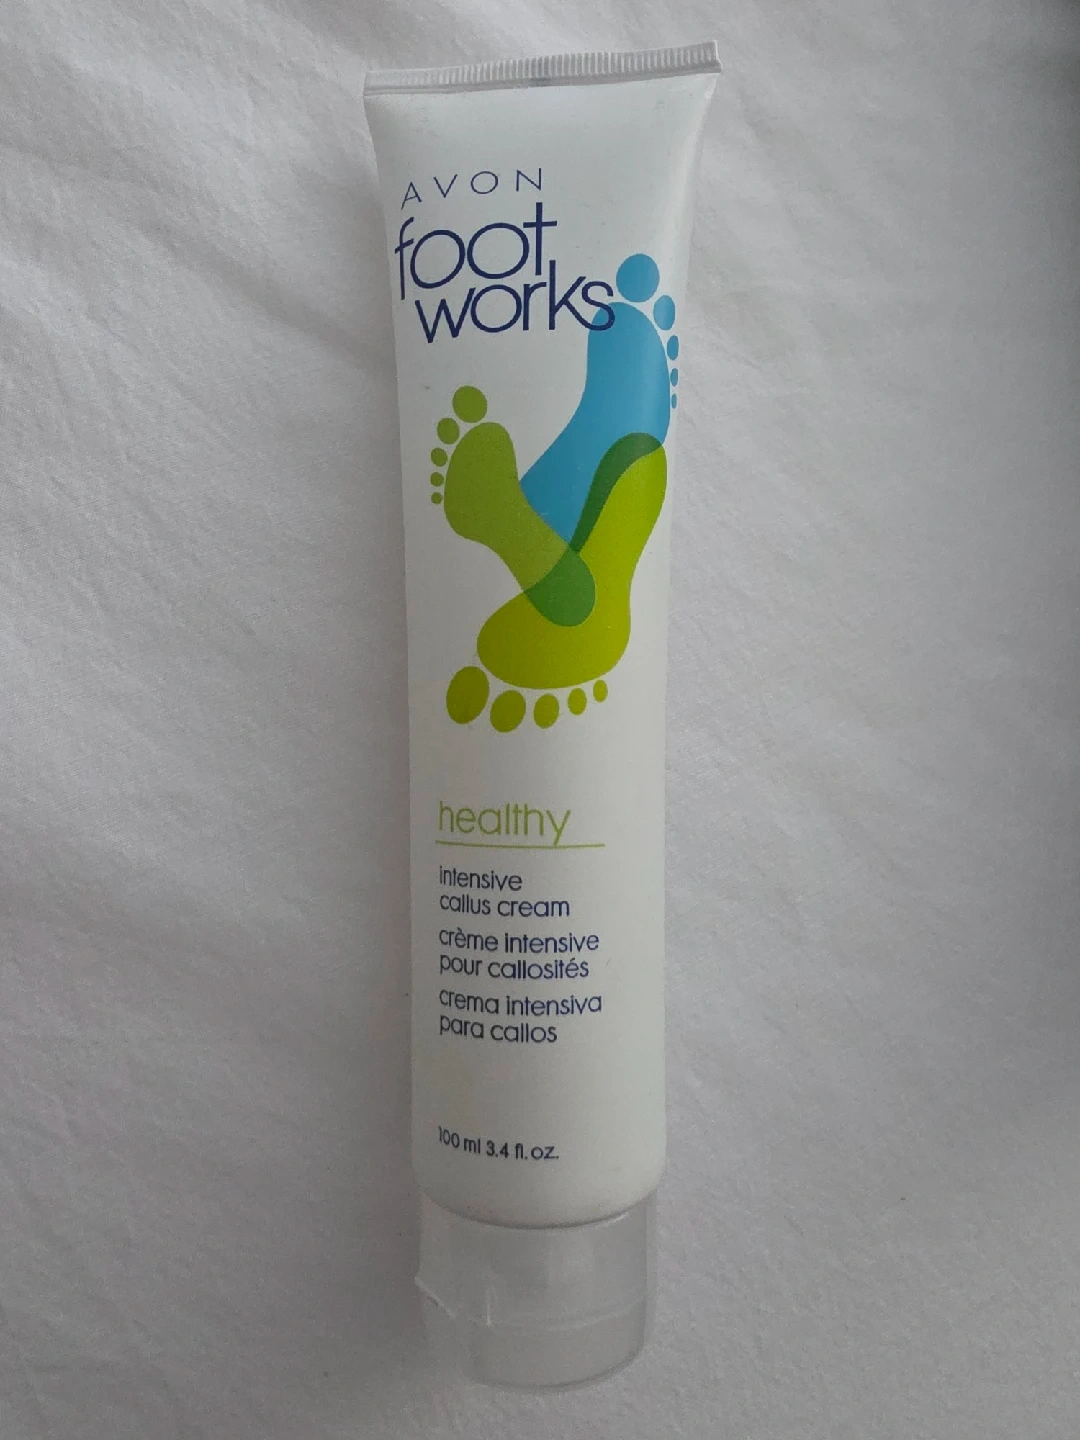 AVON
foot
works
healthy
intensive
callus cream
crème intensive
pour callosités
crema intensiva
para callos
100 ml 3.4 fl. oz.